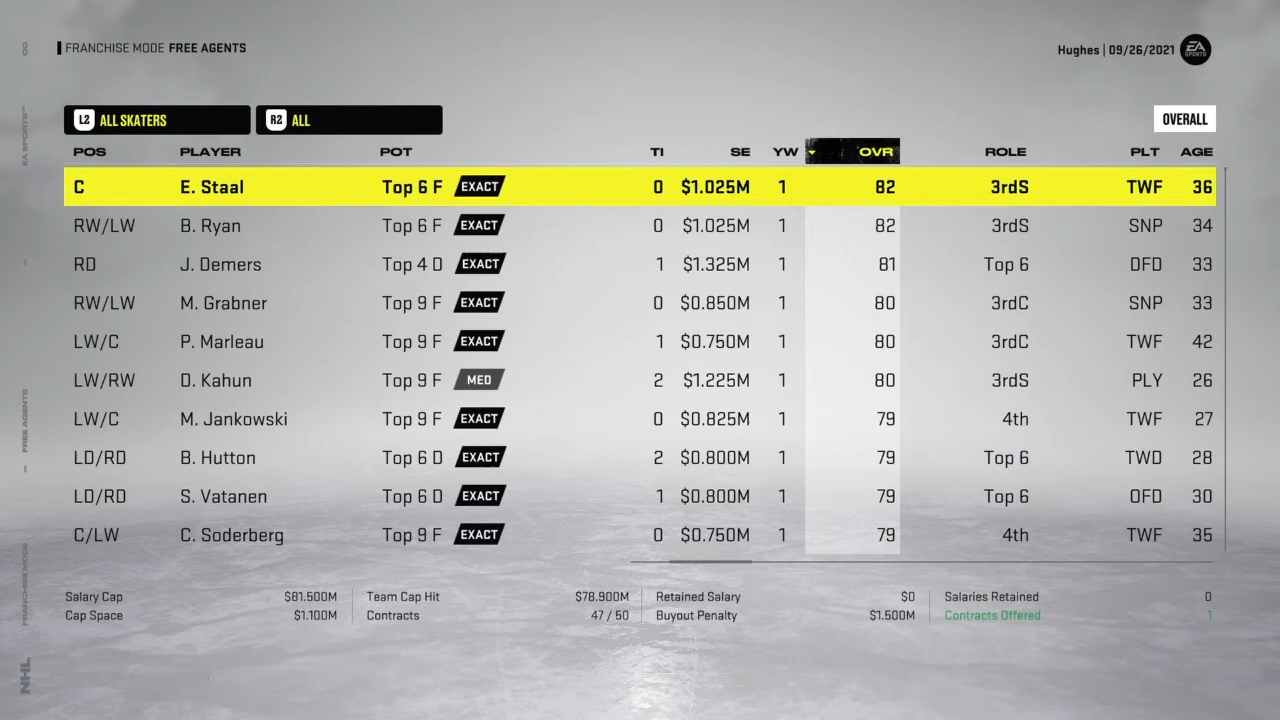 FRANCHISE MODE FREE AGENTS
Hughes | 09/26/2021
EA SPORTS
L2 ALL SKATERS R2 ALL
OVERALL
POS PLAYER POT TI SE YW OVR ROLE PLT AGE
C E. Staal Top 6 F EXACT 0 $1.025M 1 82 3rdS TWF 36
RW/LW B. Ryan Top 6 F EXACT 0 $1.025M 1 82 3rdS SNP 34
RD J. Demers Top 4 D EXACT 1 $1.325M 1 81 Top 6 OFD 33
RW/LW M. Grabner Top 9 F EXACT 0 $0.850M 1 80 3rdC SNP 33
LW/C P. Marleau Top 9 F EXACT 1 $0.750M 1 80 3rdC TWF 42
LW/RW D. Kahun Top 9 F MED 2 $1.225M 1 80 3rdS PLY 26
LW/C M. Jankowski Top 9 F EXACT 0 $0.825M 1 79 4th TWF 27
LD/RD B. Hutton Top 6 D EXACT 2 $0.800M 1 79 Top 6 TWD 28
LD/RD S. Vatanen Top 6 D EXACT 1 $0.800M 1 79 Top 6 OFD 30
C/LW C. Soderberg Top 9 F EXACT 0 $0.750M 1 79 4th TWF 35
Salary Cap $81.500M Team Cap Hit $78.900M Retained Salary $0 Salaries Retained 0
Cap Space $1.100M Contracts 47 / 50 Buyout Penalty $1.500M Contracts Offered 1
NHL
FRANCHISE MODE
FREE AGENTS
EA SPORTS™